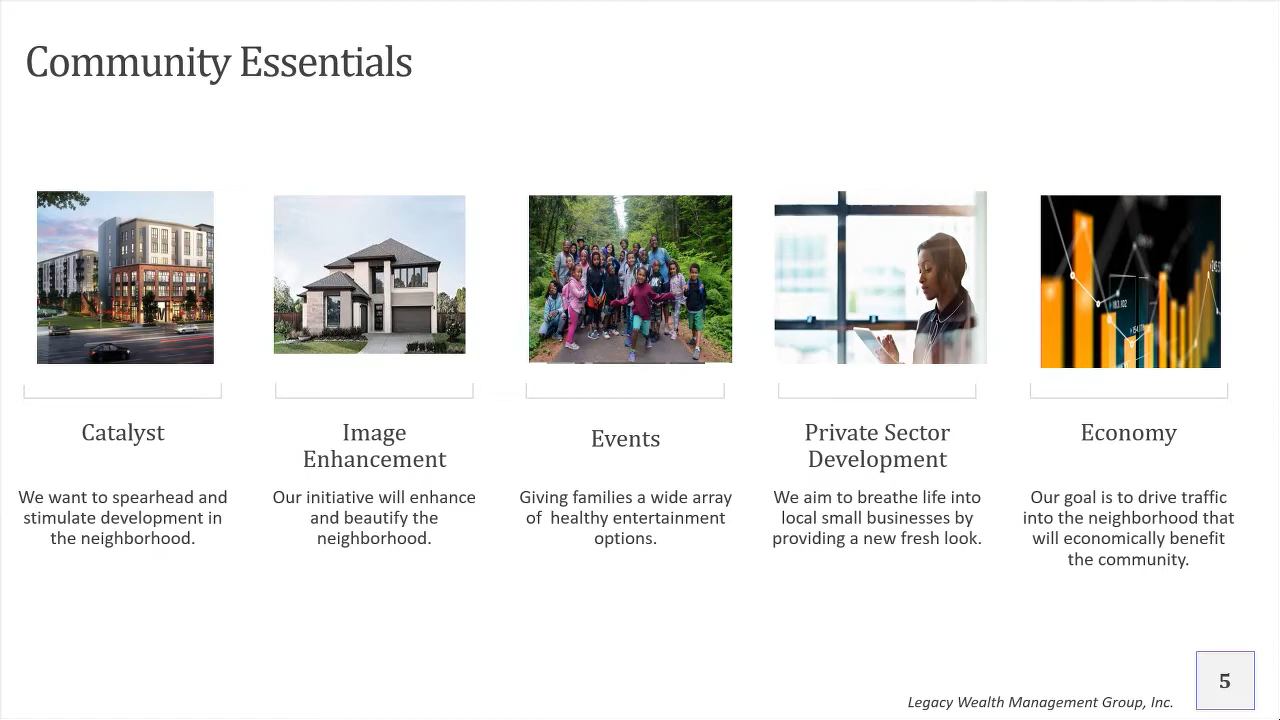 Community Essentials
Catalyst
We want to spearhead and
stimulate development in
the neighborhood.
Image
Enhancement
Our initiative will enhance
and beautify the
neighborhood.
Events
Giving families a wide array
of  healthy entertainment
options.
Private Sector
Development
We aim to breathe life into
local small businesses by
providing a new fresh look.
Economy
Our goal is to drive traffic
into the neighborhood that
will economically benefit
the community.
Legacy Wealth Management Group, Inc.
5